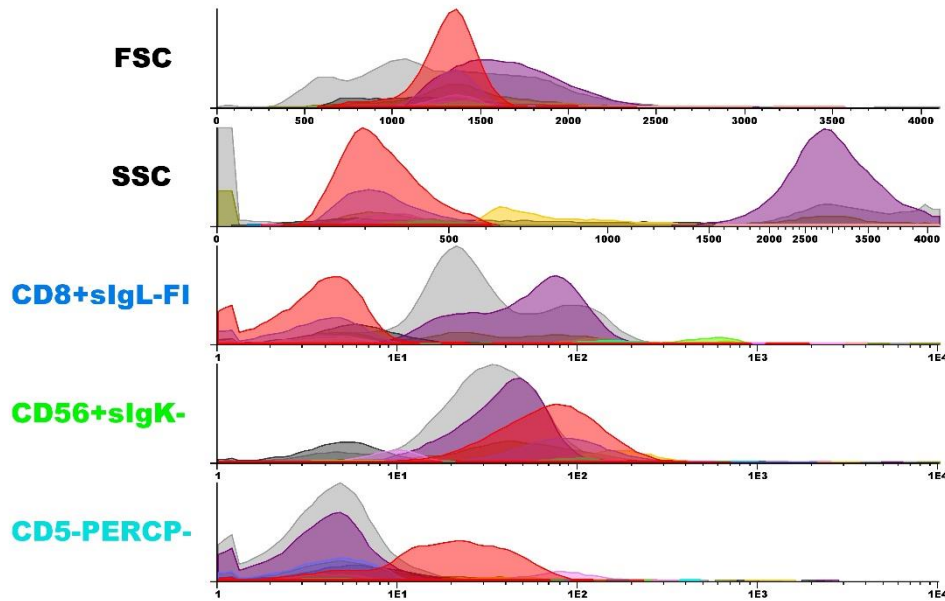 FSC
0 500 1000 1500 2000 2500 3000 3500 4000
SSC
0 500 1000 1500 2000 2500 3500 4000
CD8+sIgL-FI
1 1E1 1E2 1E3 1E4
CD56+sIgK-
1 1E1 1E2 1E3 1E4
CD5-PERCP-
1 1E1 1E2 1E3 1E4